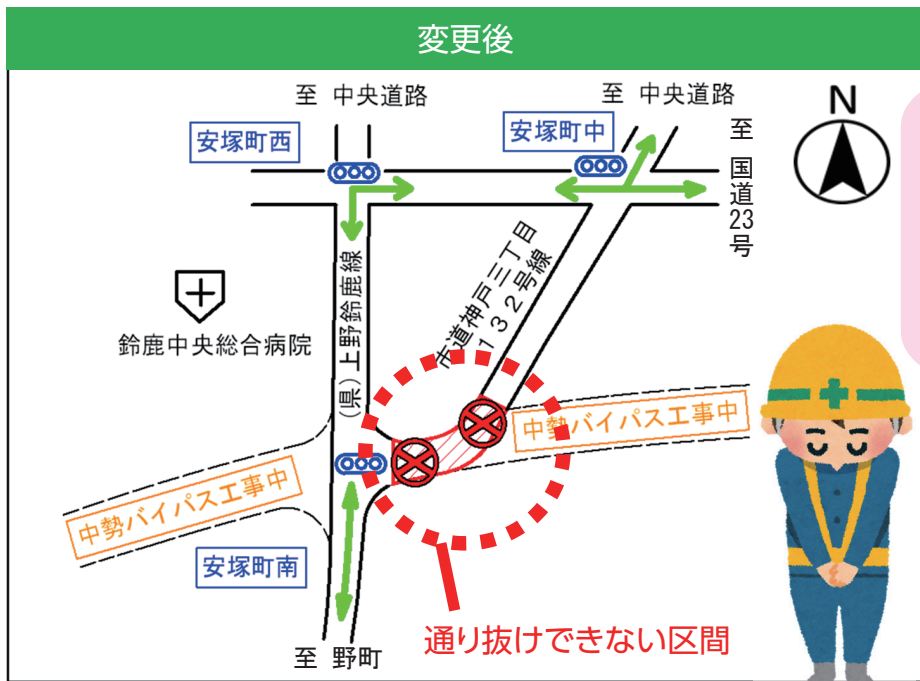 変更後
至 中央道路
至 中央道路
N
安塚町西
安塚町中
至 国道23号
(県)上野鈴鹿線
市道神戸三丁目
132号線
鈴鹿中央総合病院
中勢バイパス工事中
中勢バイパス工事中
安塚町南
通り抜けできない区間
至 野町